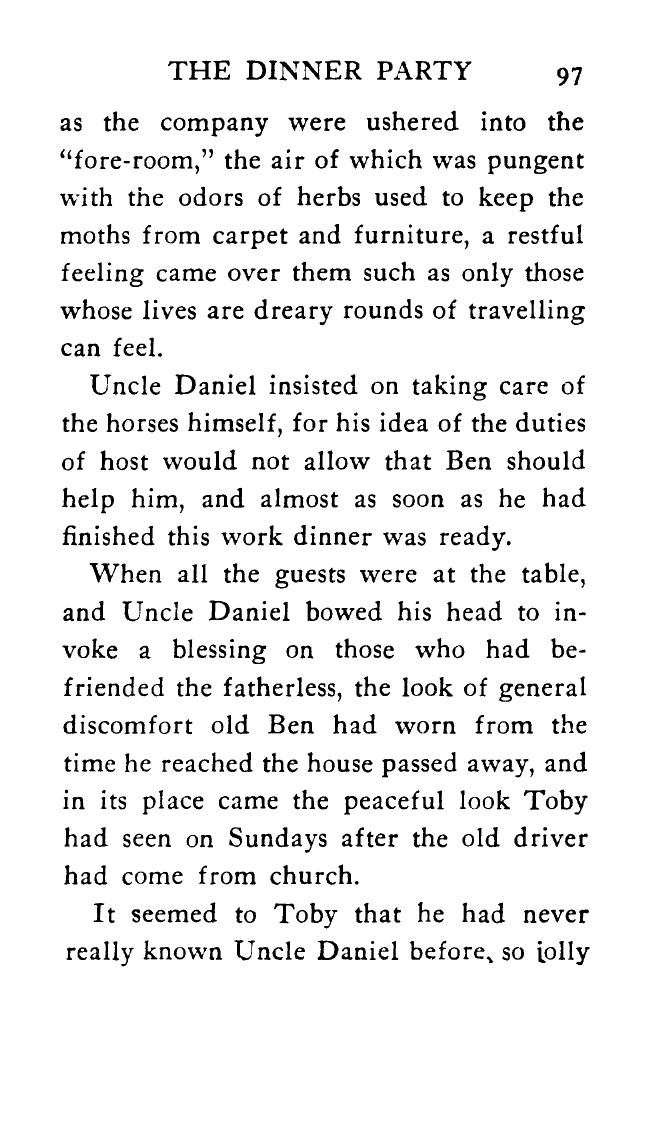 THE DINNER PARTY 97
as the company were ushered into the
“fore-room,” the air of which was pungent
with the odors of herbs used to keep the
moths from carpet and furniture, a restful
feeling came over them such as only those
whose lives are dreary rounds of travelling
can feel.
Uncle Daniel insisted on taking care of
the horses himself, for his idea of the duties
of host would not allow that Ben should
help him, and almost as soon as he had
finished this work dinner was ready.
When all the guests were at the table,
and Uncle Daniel bowed his head to in-
voke a blessing on those who had be-
friended the fatherless, the look of general
discomfort old Ben had worn from the
time he reached the house passed away, and
in its place came the peaceful look Toby
had seen on Sundays after the old driver
had come from church.
It seemed to Toby that he had never
really known Uncle Daniel before, so jolly